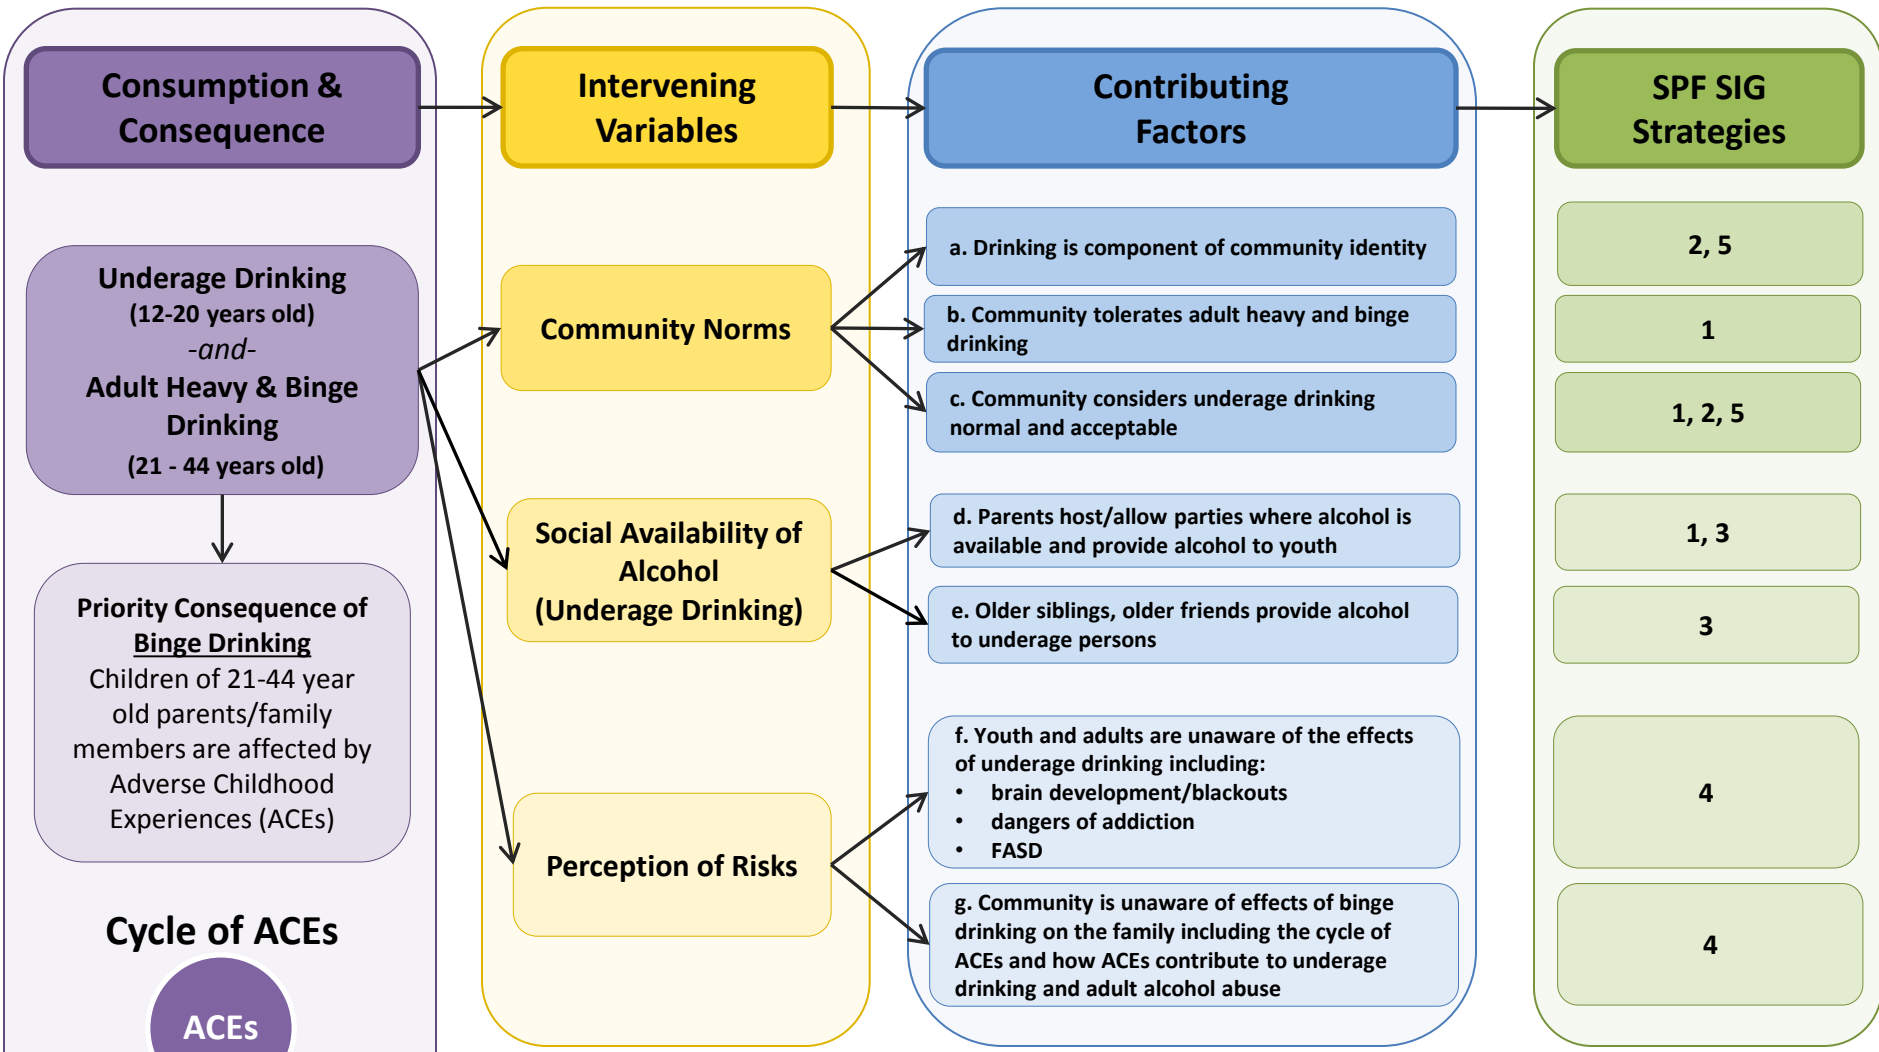 Consumption &
Consequence
Intervening
Variables
Contributing
Factors
SPF SIG
Strategies
Underage Drinking
(12-20 years old)
-and-
Adult Heavy & Binge
Drinking
(21 - 44 years old)
Priority Consequence of
Binge Drinking
Children of 21-44 year
old parents/family
members are affected by
Adverse Childhood
Experiences (ACEs)
Cycle of ACEs
ACEs
Community Norms
Social Availability of
Alcohol
(Underage Drinking)
Perception of Risks
a. Drinking is component of community identity
b. Community tolerates adult heavy and binge
drinking
c. Community considers underage drinking
normal and acceptable
d. Parents host/allow parties where alcohol is
available and provide alcohol to youth
e. Older siblings, older friends provide alcohol
to underage persons
f. Youth and adults are unaware of the effects
of underage drinking including:
• brain development/blackouts
• dangers of addiction
• FASD
g. Community is unaware of effects of binge
drinking on the family including the cycle of
ACEs and how ACEs contribute to underage
drinking and adult alcohol abuse
2, 5
1
1, 2, 5
1, 3
3
4
4